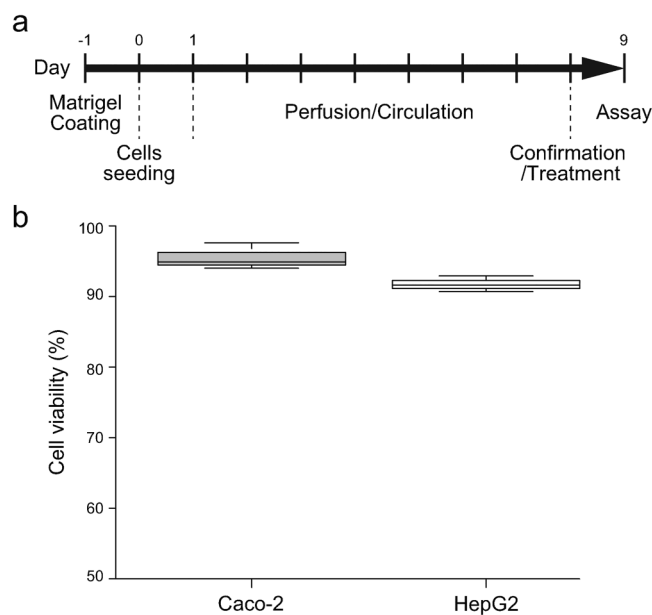 a
-1 0 1 9
Day
Matrigel
Coating
Cells
seeding
Perfusion/Circulation
Confirmation
/Treatment
Assay
b
100
90
80
70
60
50
Cell viability (%)
Caco-2 HepG2